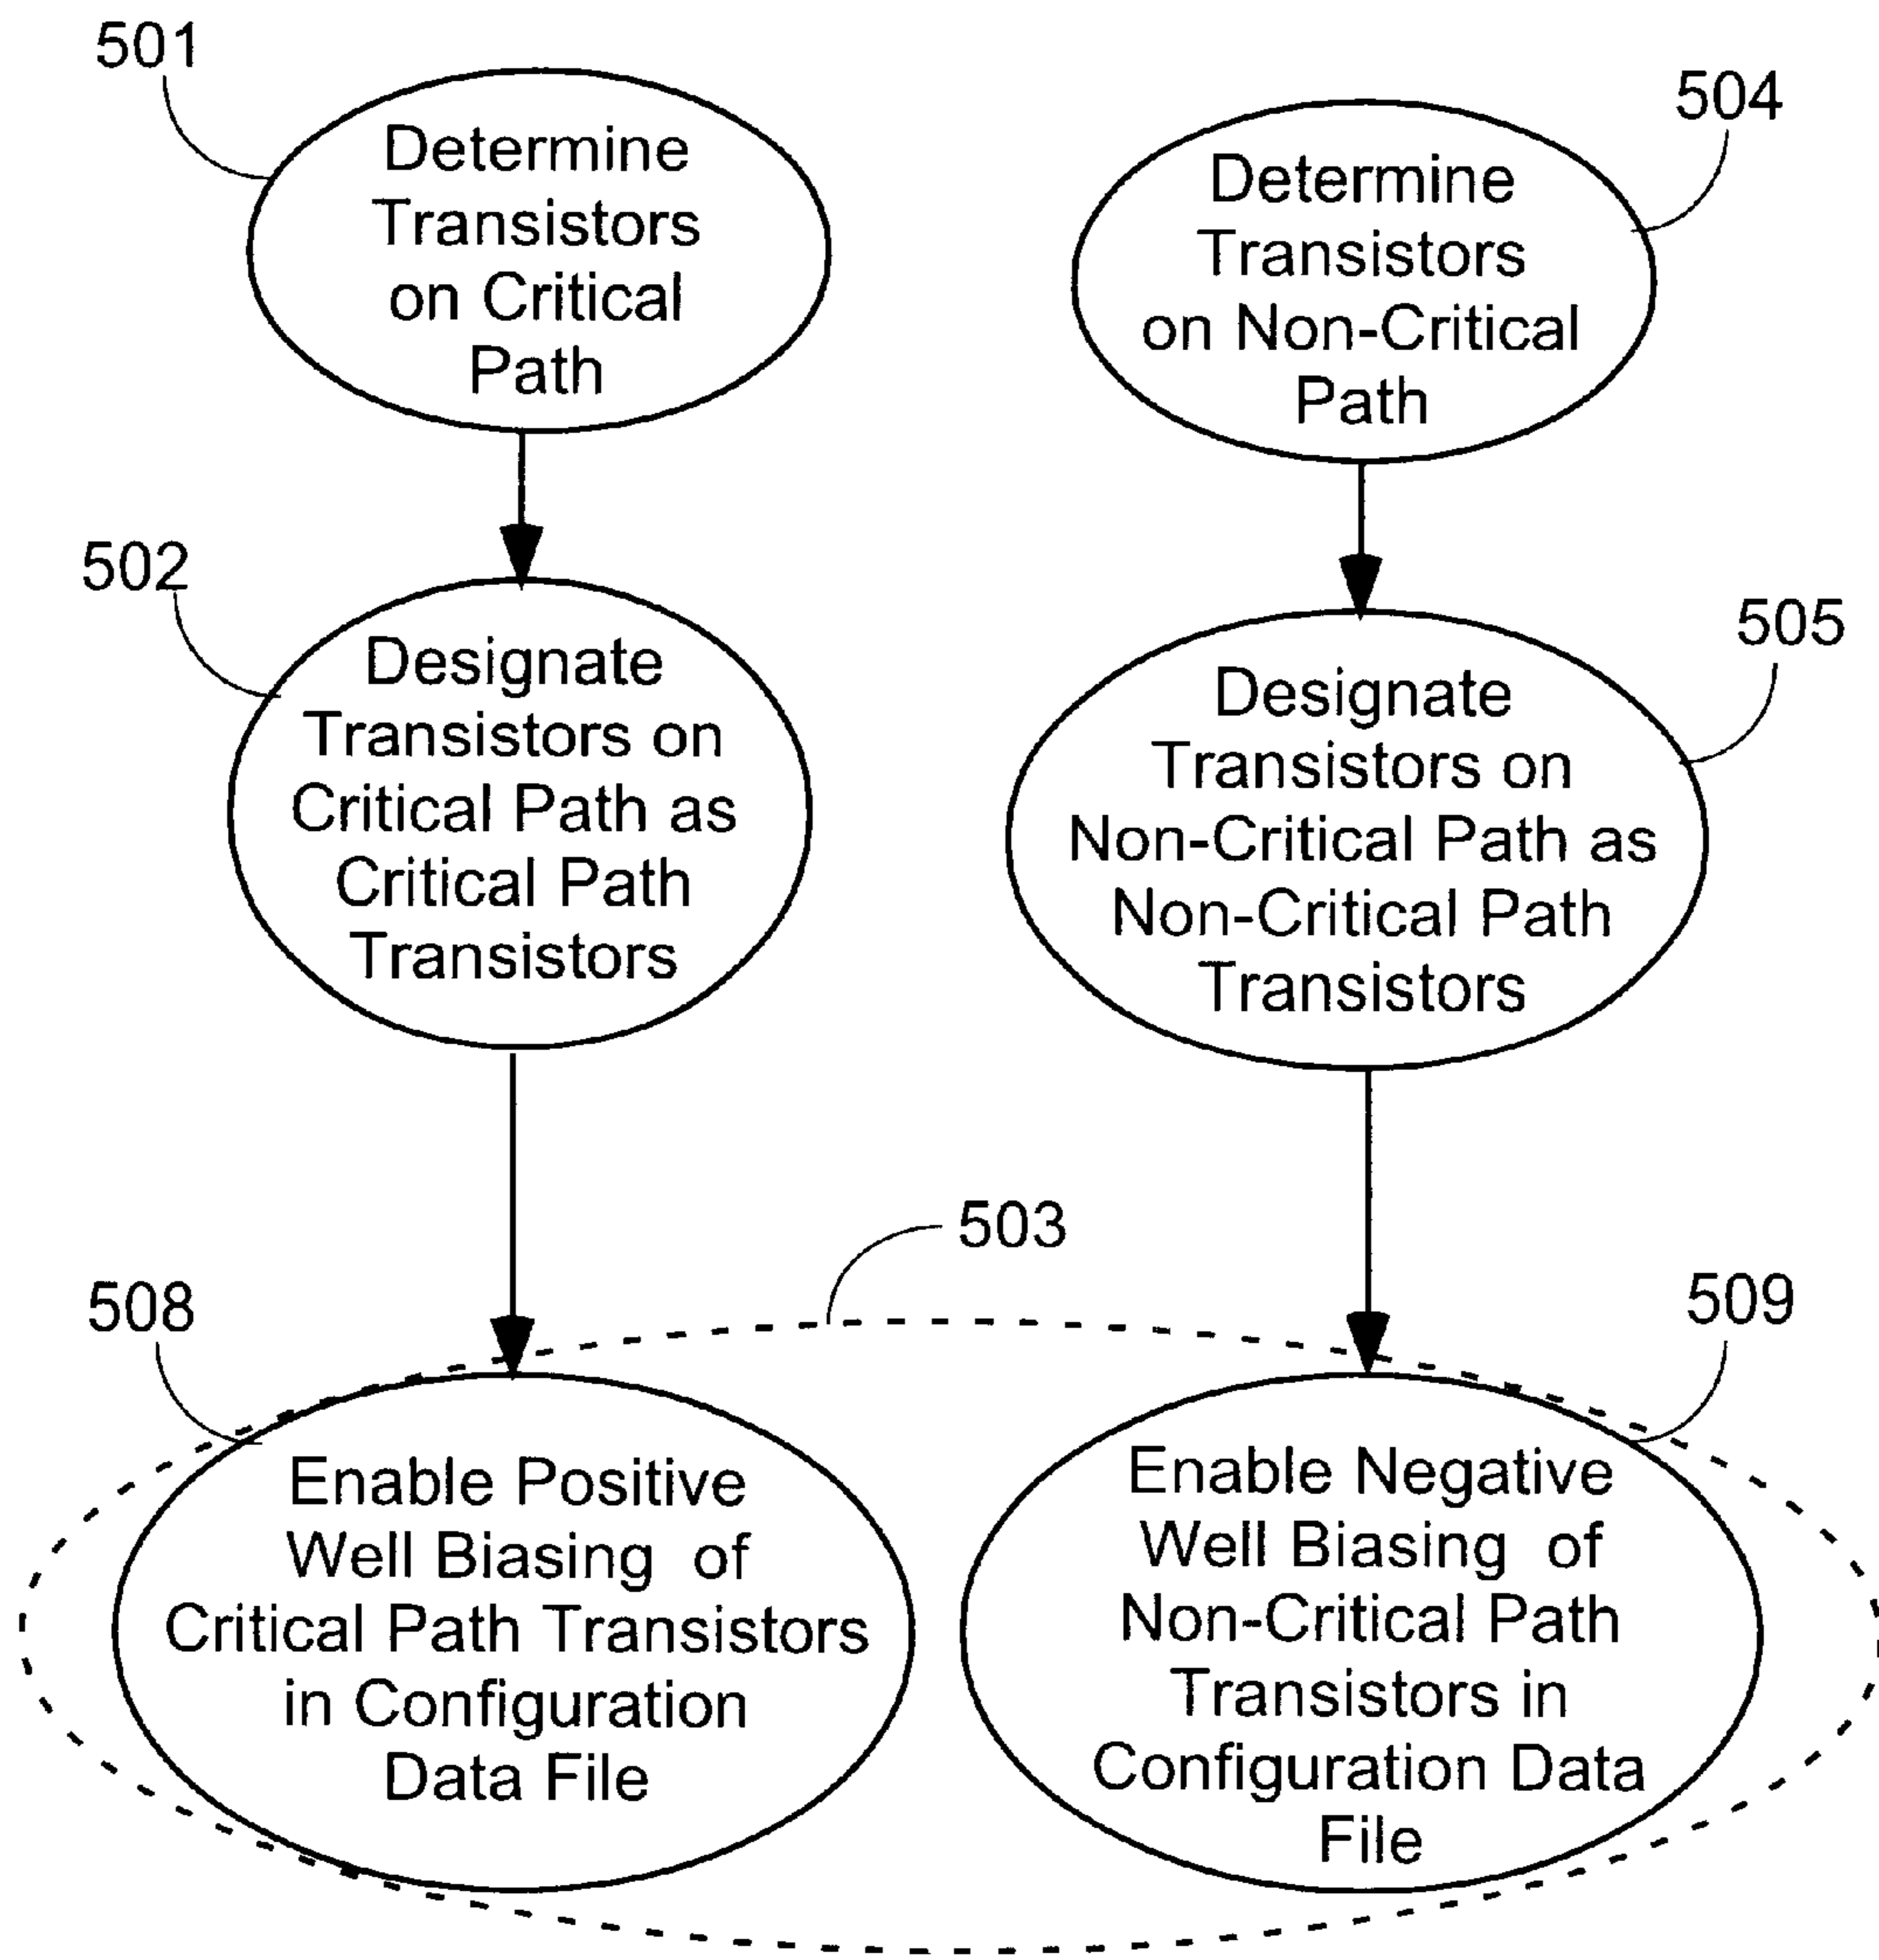 501
Determine
Transistors
on Critical
Path
504
Determine
Transistors
on Non-Critical
Path
502
Designate
Transistors on
Critical Path as
Critical Path
Transistors
505
Designate
Transistors on
Non-Critical Path as
Non-Critical Path
Transistors
503
508
Enable Positive
Well Biasing of
Critical Path Transistors
in Configuration
Data File
509
Enable Negative
Well Biasing of
Non-Critical Path
Transistors in
Configuration Data
File